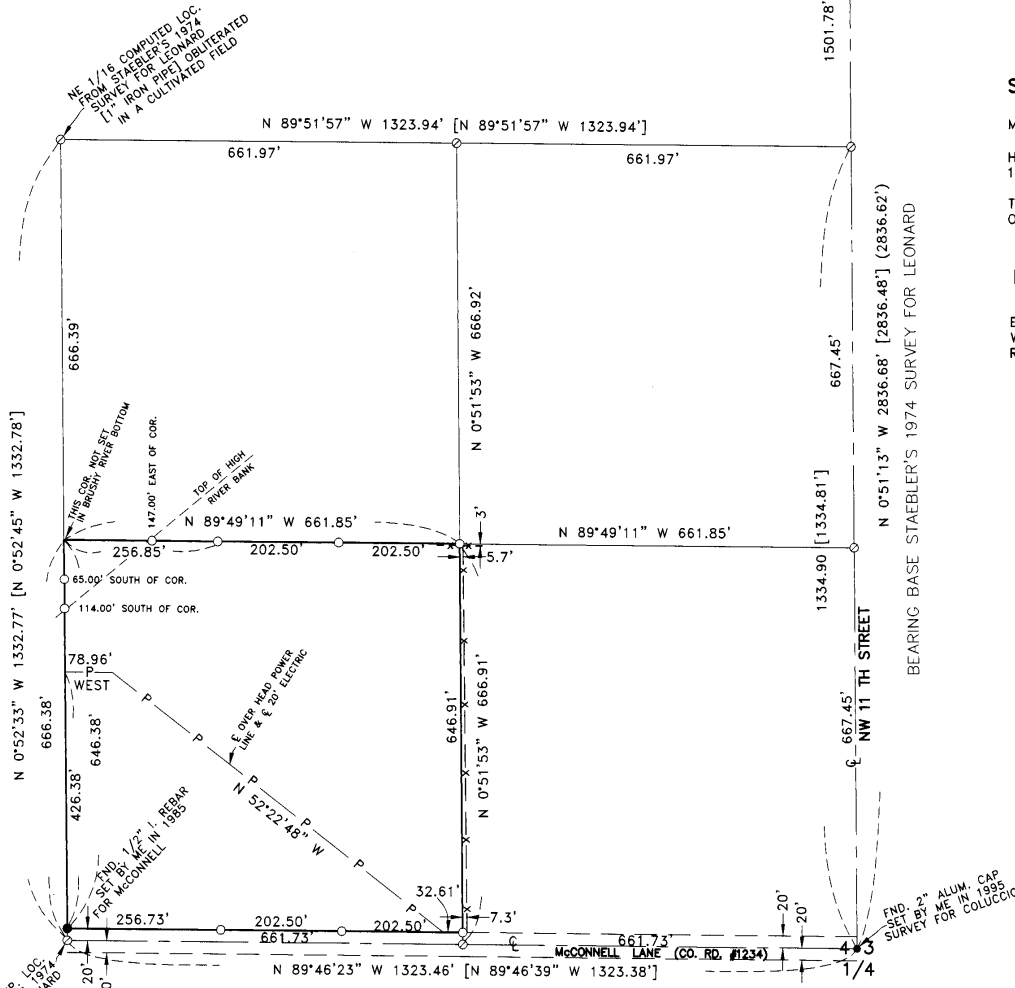 1501.78'
NE 1/16 COMPUTED LOC.
FROM STAEBLER'S 1974
SURVEY FOR LEONARD
[1" IRON PIPE] OBLITERATED
IN A CULTIVATED FIELD
N 89°51'57" W 1323.94' [N 89°51'57" W 1323.94']
661.97'
661.97'
666.39'
N 0°51'53" W 666.92'
667.45'
N 0°51'13" W 2836.68' [2836.48'] (2836.62')
BEARING BASE STAEBLER'S 1974 SURVEY FOR LEONARD
N 0°52'33" W 1332.77' [N 0°52'45" W 1332.78']
THIS COR. NOT SET
IN BRUSHY RIVER BOTTOM
147.00' EAST OF COR.
TOP OF HIGH
RIVER BANK
N 89°49'11" W 661.85'
256.85'
202.50'
202.50'
3'
5.7'
N 89°49'11" W 661.85'
1334.90 [1334.81']
65.00' SOUTH OF COR.
114.00' SOUTH OF COR.
78.96'
P
WEST
P
P
P
P
P
P
℄ OVER HEAD POWER
LINE & ℄ 20' ELECTRIC
N 52°22'48" W
666.38'
646.38'
426.38'
646.91'
N 0°51'53" W 666.91'
NW 11 TH STREET
667.45'
℄
FND. 1/2" I. REBAR
SET BY ME IN 1985
FOR McCONNELL
256.73'
202.50'
202.50'
32.61'
7.3'
661.73'
℄
661.73'
McCONNELL LANE (CO. RD. #1234)
20'
20'
4 3
1/4
FND. 2" ALUM. CAP
SET BY ME IN 1995
SURVEY FOR COLUCCIO
N 89°46'23" W 1323.46' [N 89°46'39" W 1323.38']
20'
LOC.
1974